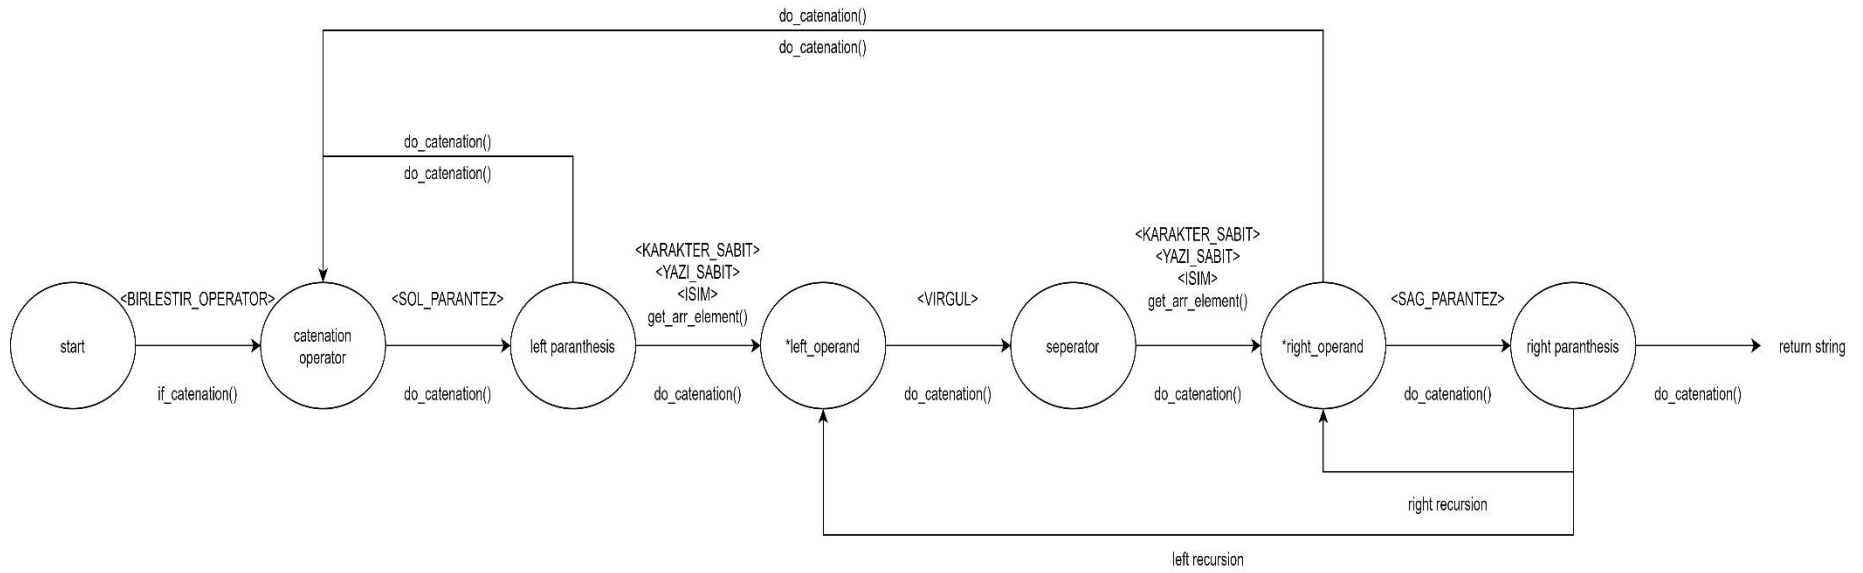 do_catenation()
do_catenation()
do_catenation()
do_catenation()
<KARAKTER_SABIT>
<YAZI_SABIT>
<ISIM>
get_arr_element()
<KARAKTER_SABIT>
<YAZI_SABIT>
<ISIM>
get_arr_element()
start
<BIRLESTIR_OPERATOR>
if_catenation()
catenation
operator
<SOL_PARANTEZ>
do_catenation()
left paranthesis
do_catenation()
*left_operand
<VIRGUL>
do_catenation()
seperator
do_catenation()
*right_operand
<SAG_PARANTEZ>
do_catenation()
right paranthesis
do_catenation()
return string
right recursion
left recursion